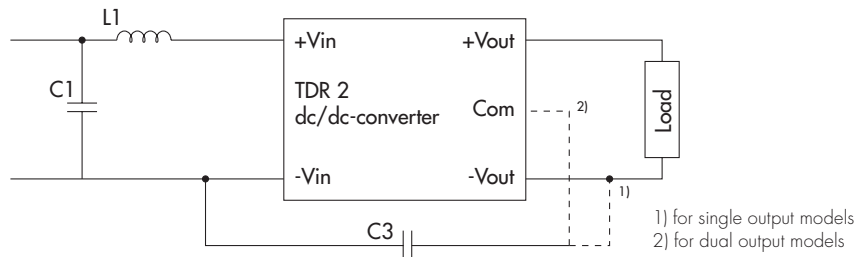 L1
+Vin
+Vout
C1
TDR 2
dc/dc-converter
Com
2)
Load
-Vin
-Vout
1)
C3
1) for single output models
2) for dual output models